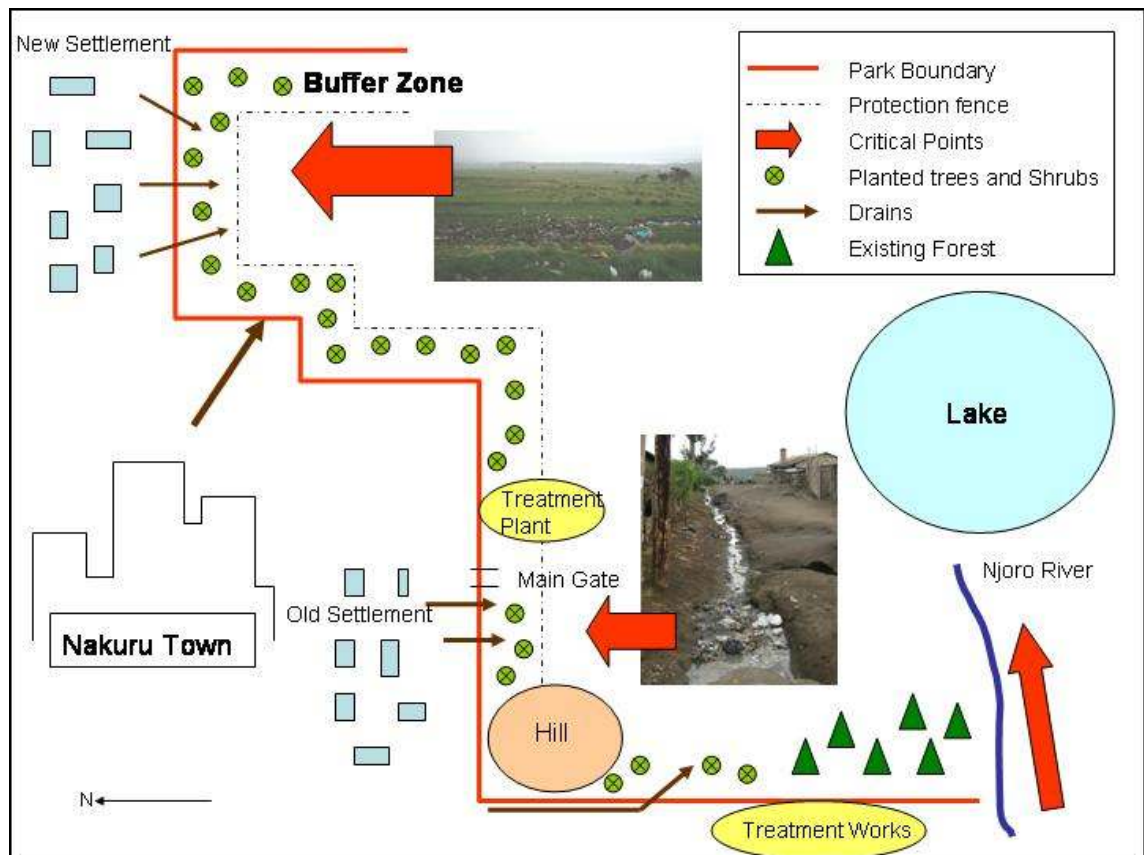 New Settlement
Buffer Zone
Park Boundary
Protection fence
Critical Points
Planted trees and Shrubs
Drains
Existing Forest
Lake
Treatment
Plant
Main Gate
Njoro River
Old Settlement
Nakuru Town
Hill
N
Treatment Works